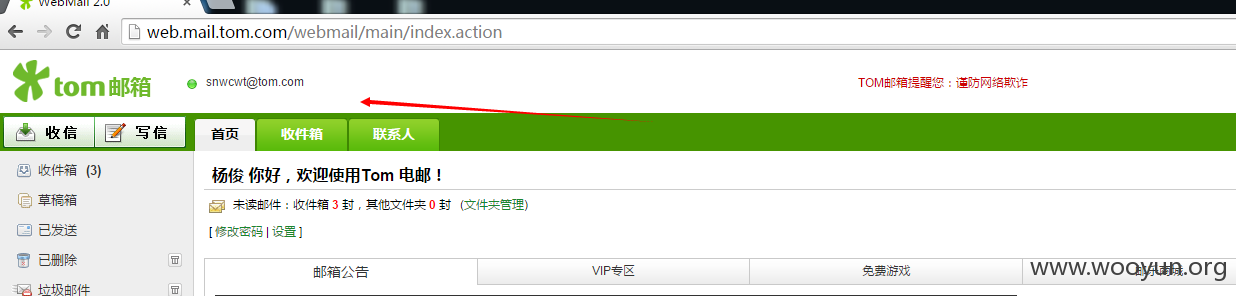 WebMail 2.0
web.mail.tom.com/webmail/main/index.action
tom邮箱
snwcwt@tom.com
TOM邮箱提醒您：谨防网络欺诈
收信 写信 首页 收件箱 联系人
收件箱 (3)
草稿箱
已发送
已删除
垃圾邮件
杨俊 你好，欢迎使用Tom 电邮！
未读邮件：收件箱 3 封，其他文件夹 0 封 (文件夹管理)
[ 修改密码 | 设置 ]
邮箱公告 VIP专区 免费游戏
www.wooyun.org